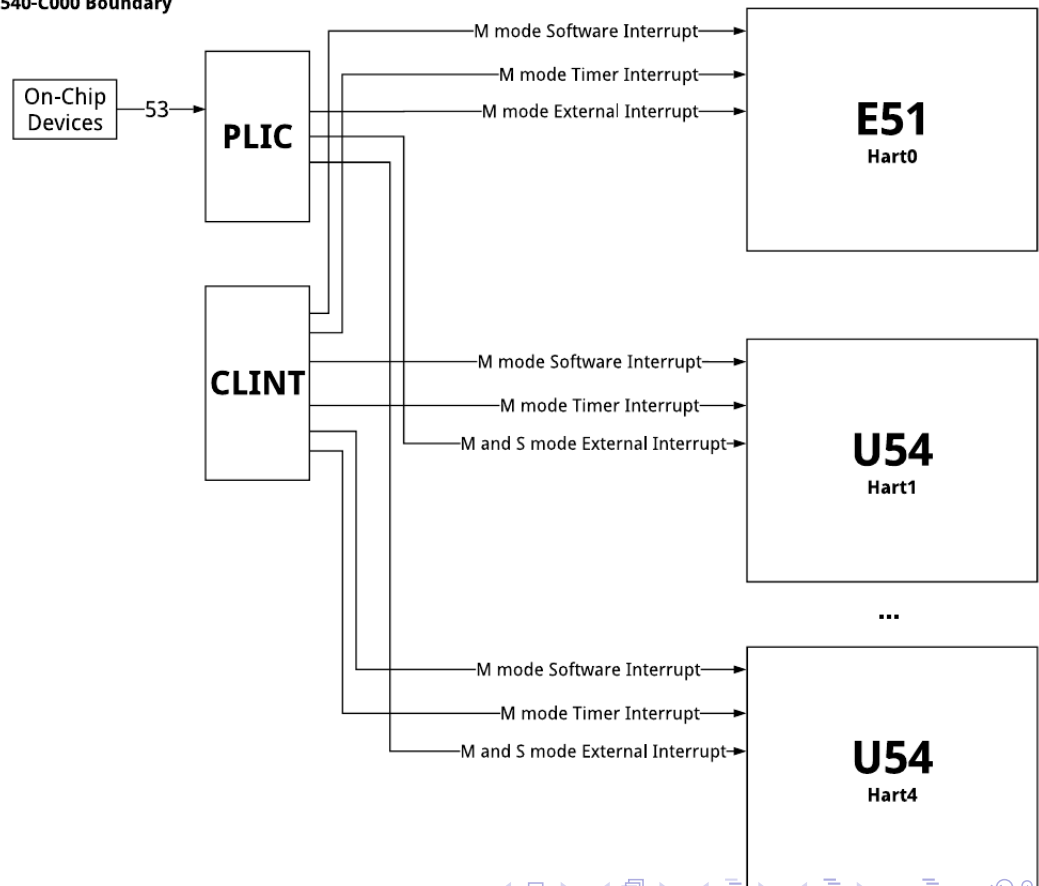 540-C000 Boundary
On-Chip
Devices
53
PLIC
M mode Software Interrupt
M mode Timer Interrupt
M mode External Interrupt
E51
Hart0
CLINT
M mode Software Interrupt
M mode Timer Interrupt
M and S mode External Interrupt
U54
Hart1
...
M mode Software Interrupt
M mode Timer Interrupt
M and S mode External Interrupt
U54
Hart4